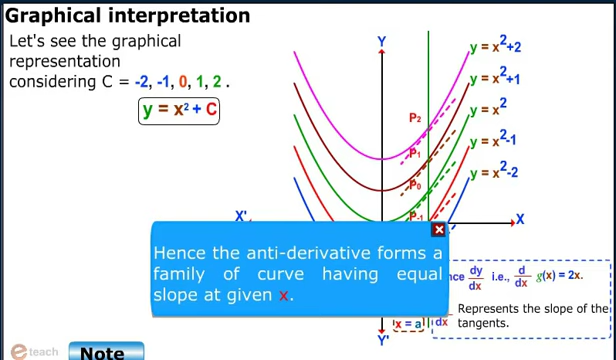 Graphical interpretation
Let's see the graphical
representation
considering C = -2, -1, 0, 1, 2 .
y = x² + C
Y
y = x²+2
y = x²+1
y = x²
y = x²-1
y = x²-2
P₂
P₁
P₀
P₋₁
X'
X
Hence the anti-derivative forms a
family of curve having equal
slope at given x.
nce dy/dx i.e., d/dx g(x) = 2x.
dx Represents the slope of the
tangents.
x = a
Y'
e teach
Note